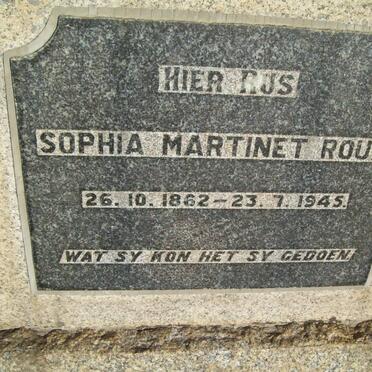 HIER RUS
SOPHIA MARTINET ROU
26.10.1862–23.7.1945.
WAT SY KON HET SY GEDOEN.